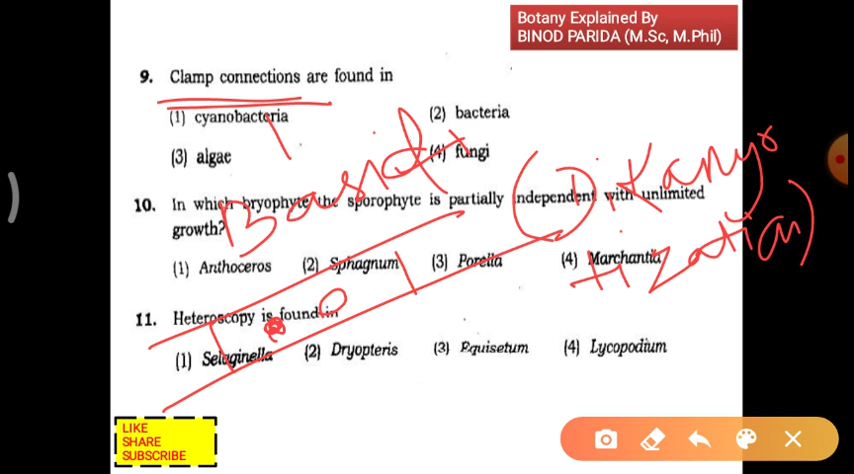 Botany Explained By
BINOD PARIDA (M.Sc, M.Phil)
9. Clamp connections are found in
(1) cyanobacteria (2) bacteria
(3) algae (4) fungi
10. In which bryophyte the sporophyte is partially independent with unlimited
growth?
(1) Anthoceros (2) Sphagnum (3) Porella (4) Marchantia
11. Heteroscopy is found in
(1) Selaginella (2) Dryopteris (3) Equisetum (4) Lycopodium
Basid
(Dikaryo
tization)
LIKE
SHARE
SUBSCRIBE